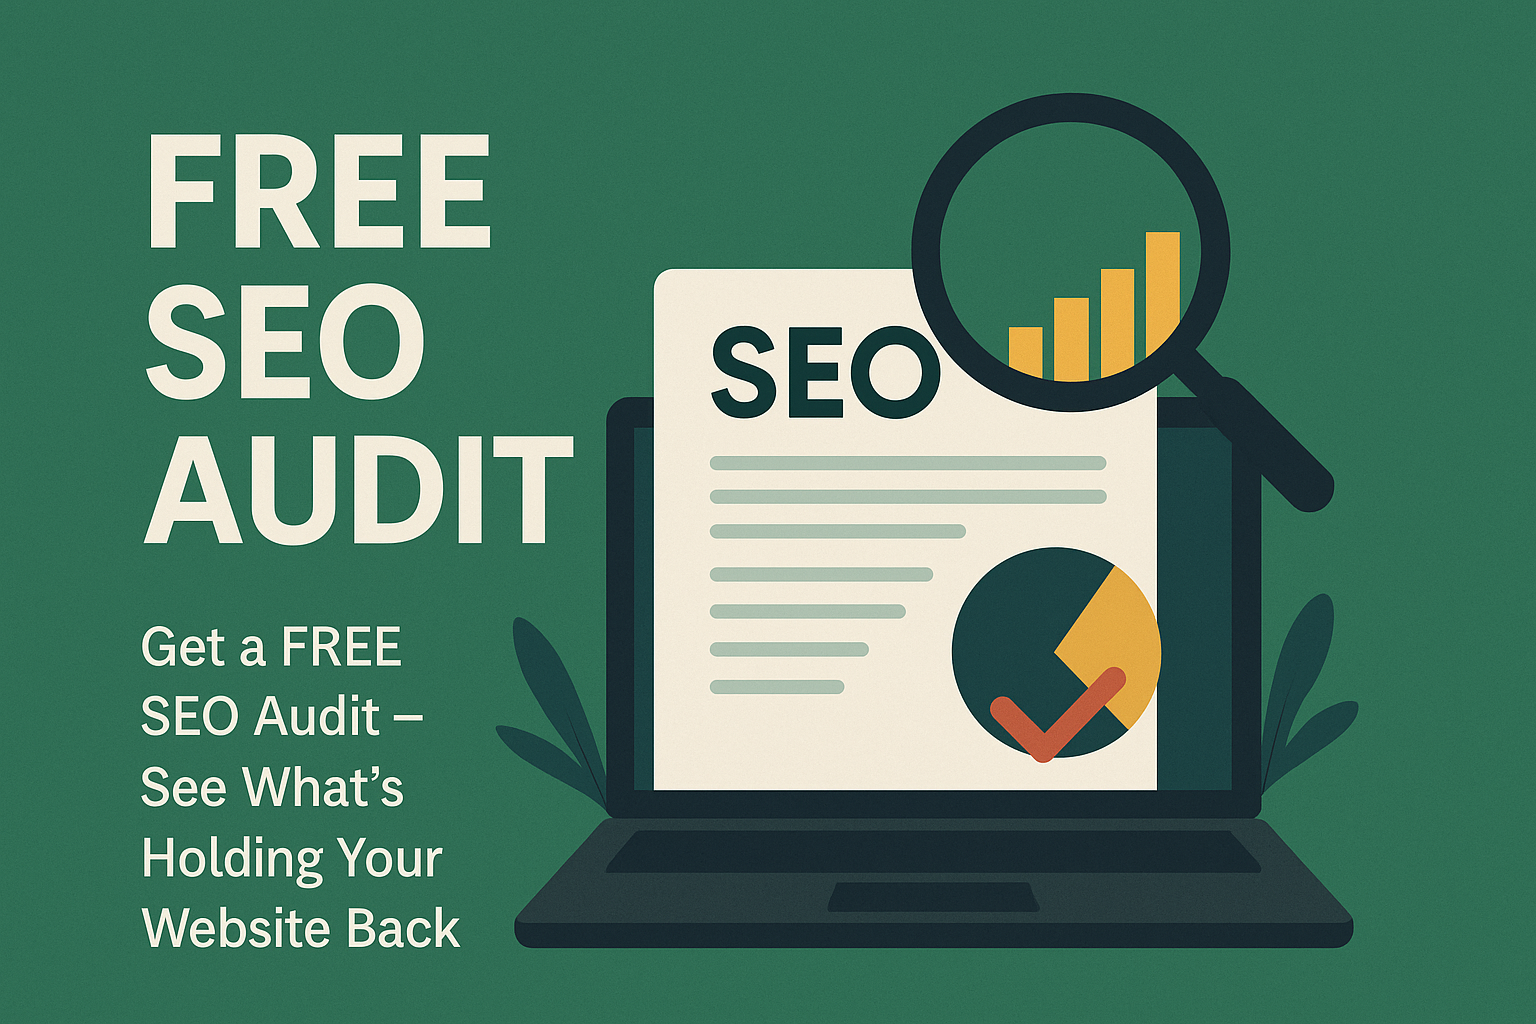 FREE
SEO
AUDIT
Get a FREE
SEO Audit –
See What’s
Holding Your
Website Back
SEO